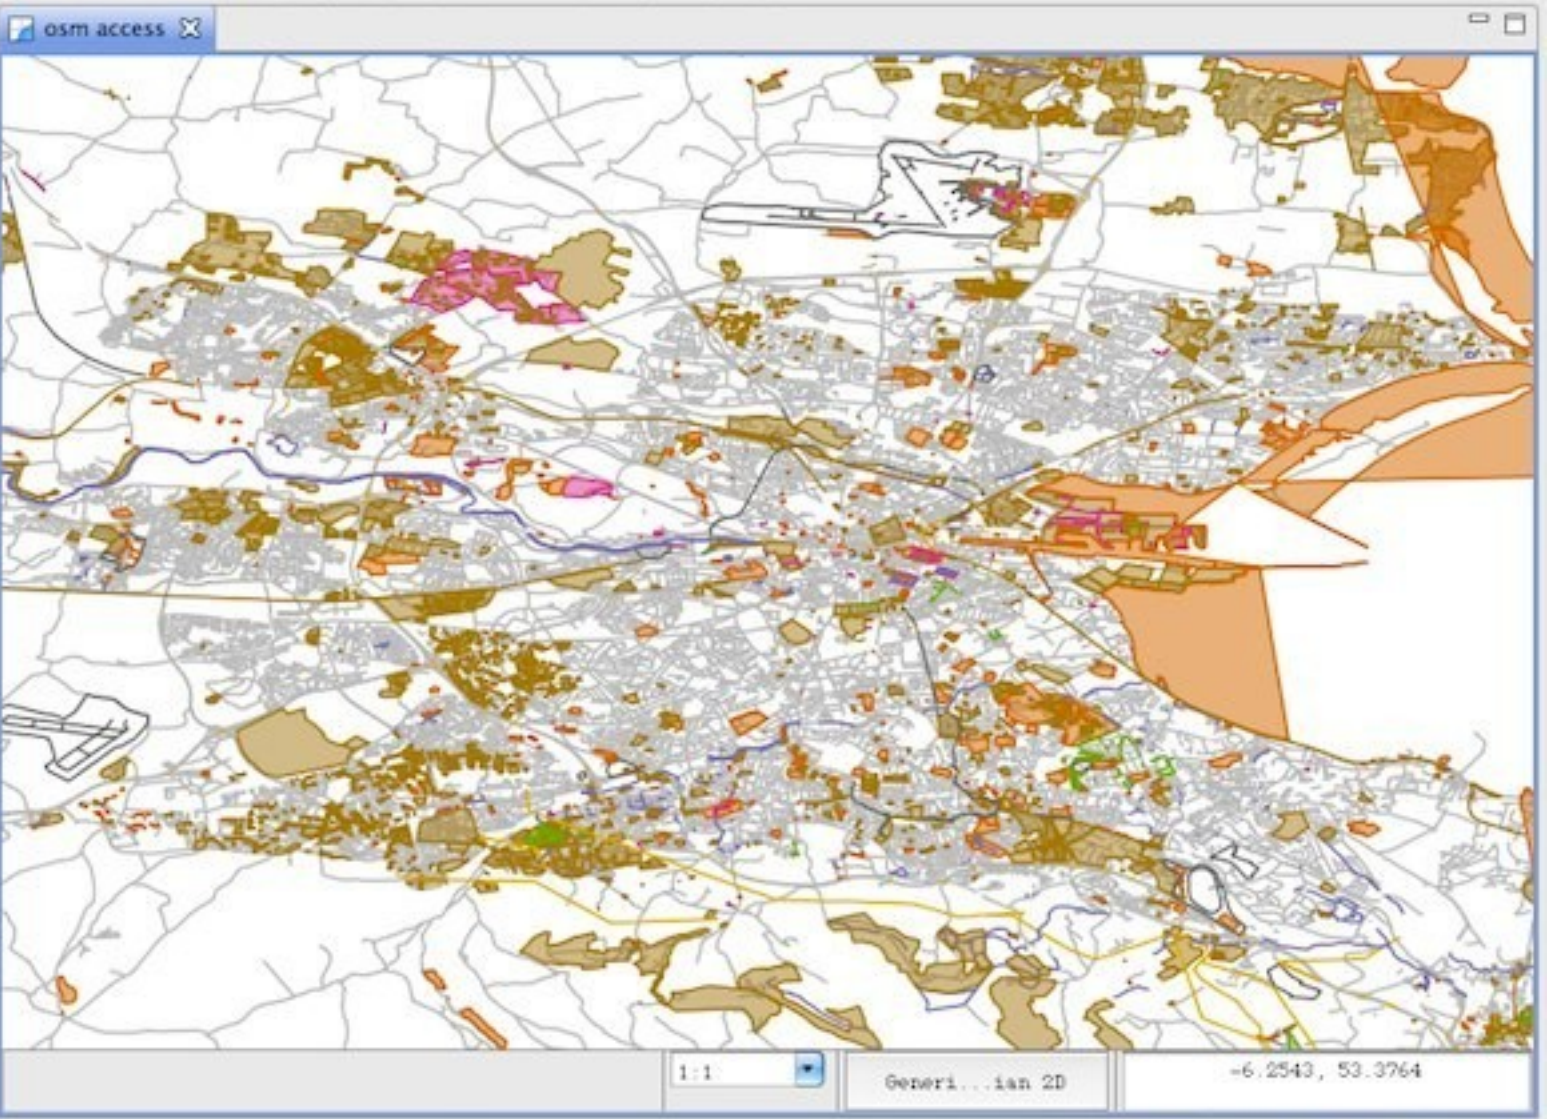 osm access
1:1
Generi...ian 2D
-6.2543, 53.3764